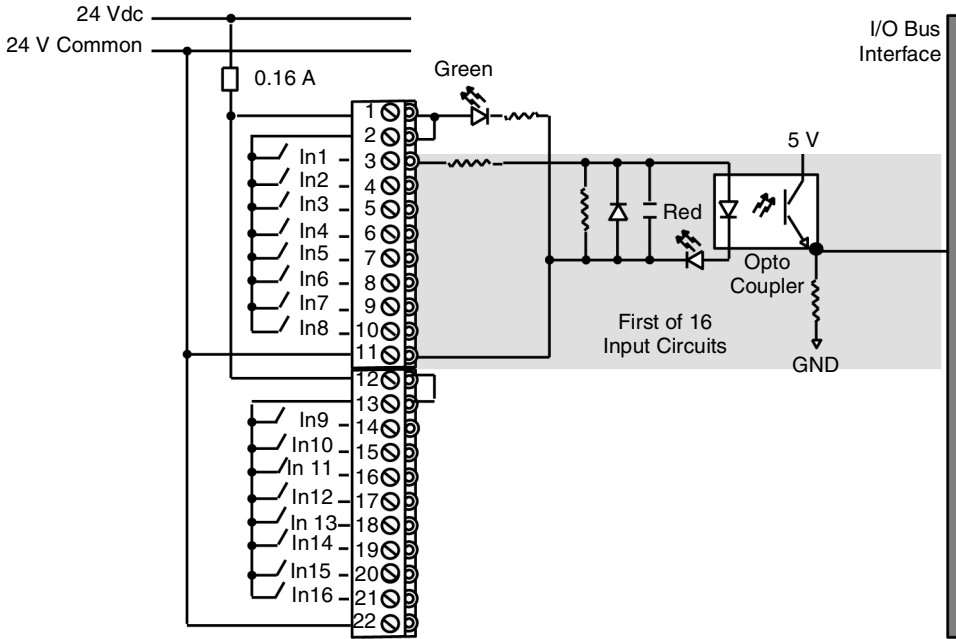 24 Vdc
24 V Common
0.16 A
Green
I/O Bus
Interface
5 V
1
2
In1 3
In2 4
In3 5
In4 6
In5 7
In6 8
In7 9
In8 10
11
Red
Opto
Coupler
First of 16
Input Circuits
GND
12
13
In9 14
In10 15
In 11 16
In12 17
In 13 18
In14 19
In15 20
In16 21
22